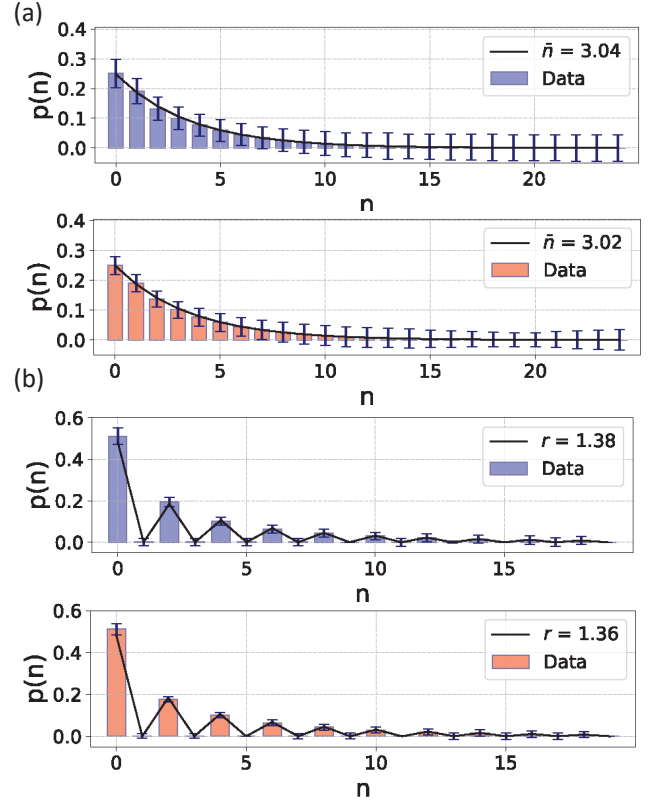 (a)
0.4
0.3
0.2
0.1
0.0
p(n)
n̄ = 3.04
Data
0 5 10 15 20
n
0.4
0.3
0.2
0.1
0.0
p(n)
n̄ = 3.02
Data
0 5 10 15 20
n
(b)
0.6
0.4
0.2
0.0
p(n)
r = 1.38
Data
0 5 10 15
n
0.6
0.4
0.2
0.0
p(n)
r = 1.36
Data
0 5 10 15
n